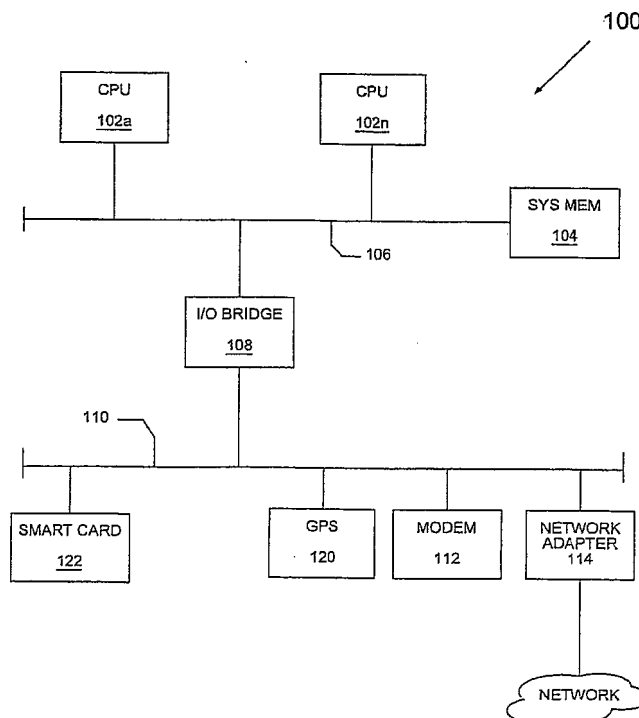 100
CPU
102a
CPU
102n
SYS MEM
104
106
I/O BRIDGE
108
110
SMART CARD
122
GPS
120
MODEM
112
NETWORK
ADAPTER
114
NETWORK